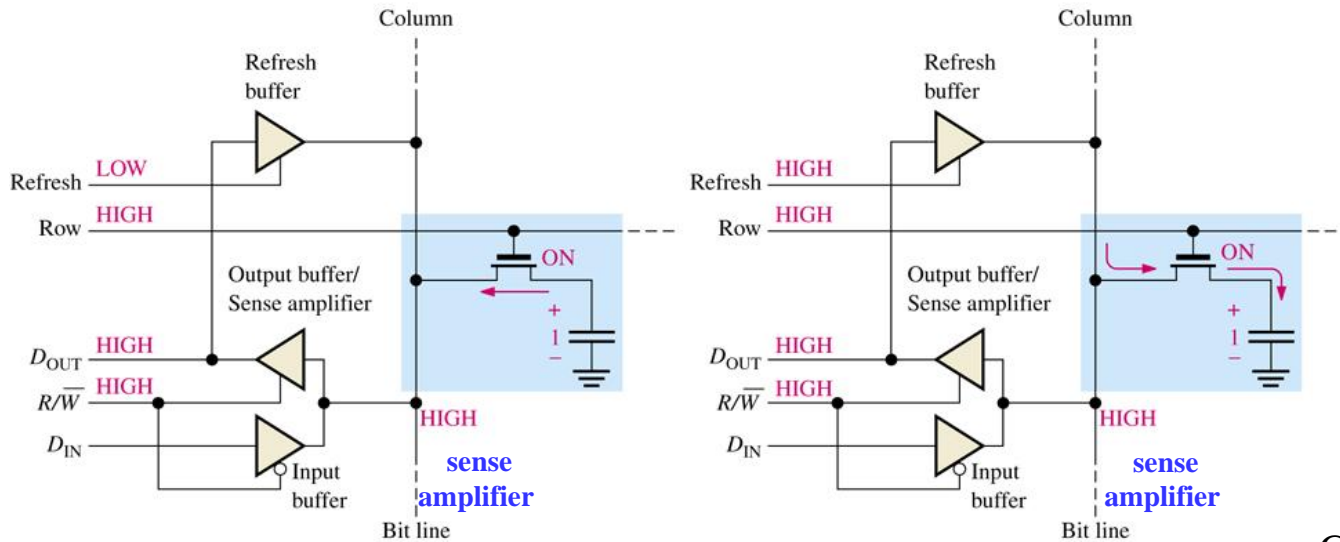 Column
Refresh
buffer
LOW
Refresh
HIGH
Row
ON
Output buffer/
Sense amplifier
+
1
−
HIGH
D_OUT
HIGH
R/W̅
HIGH
D_IN
Input
buffer
sense
amplifier
Bit line
Column
Refresh
buffer
HIGH
Refresh
HIGH
Row
ON
Output buffer/
Sense amplifier
+
1
−
HIGH
D_OUT
HIGH
R/W̅
HIGH
D_IN
Input
buffer
sense
amplifier
Bit line